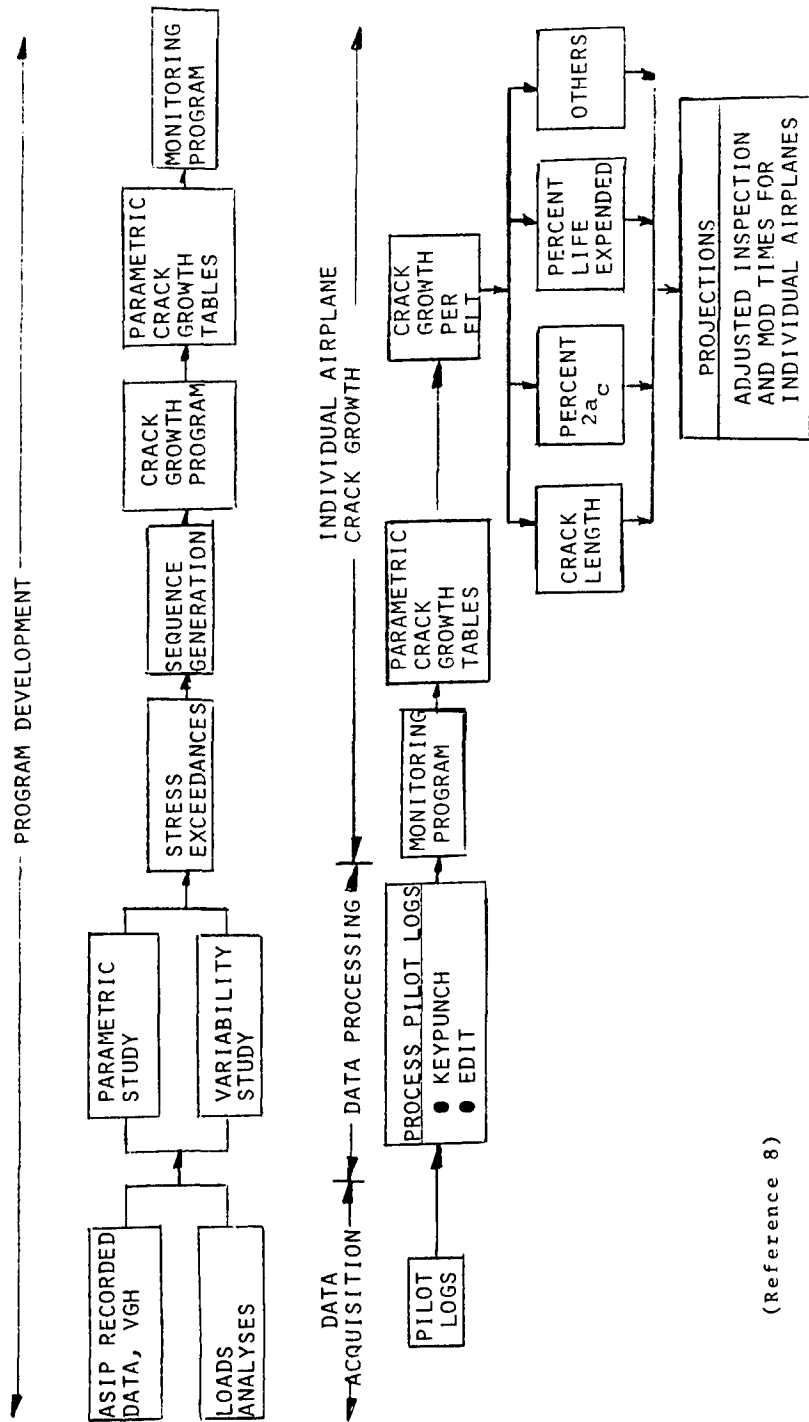 PROGRAM DEVELOPMENT
ASIP RECORDED
DATA, VGH
LOADS
ANALYSES
PARAMETRIC
STUDY
VARIABILITY
STUDY
STRESS
EXCEEDANCES
SEQUENCE
GENERATION
CRACK
GROWTH
PROGRAM
PARAMETRIC
CRACK
GROWTH
TABLES
MONITORING
PROGRAM
DATA
ACQUISITION
DATA PROCESSING
INDIVIDUAL AIRPLANE
CRACK GROWTH
PILOT
LOGS
PROCESS PILOT LOGS
● KEYPUNCH
● EDIT
MONITORING
PROGRAM
PARAMETRIC
CRACK
GROWTH
TABLES
CRACK
GROWTH
PER
FLT
CRACK
LENGTH
PERCENT
2a_c
PERCENT
LIFE
EXPENDED
OTHERS
PROJECTIONS
ADJUSTED INSPECTION
AND MOD TIMES FOR
INDIVIDUAL AIRPLANES
(Reference 8)